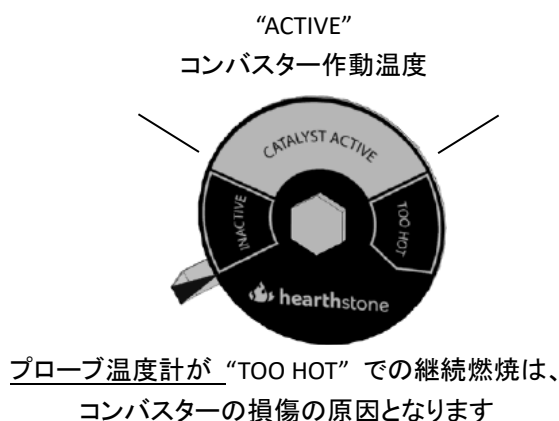 “ACTIVE”
コンバスター作動温度
CATALYST ACTIVE
INACTIVE
TOO HOT
hearthstone
プローブ温度計が “TOO HOT” での継続燃焼は、
コンバスターの損傷の原因となります